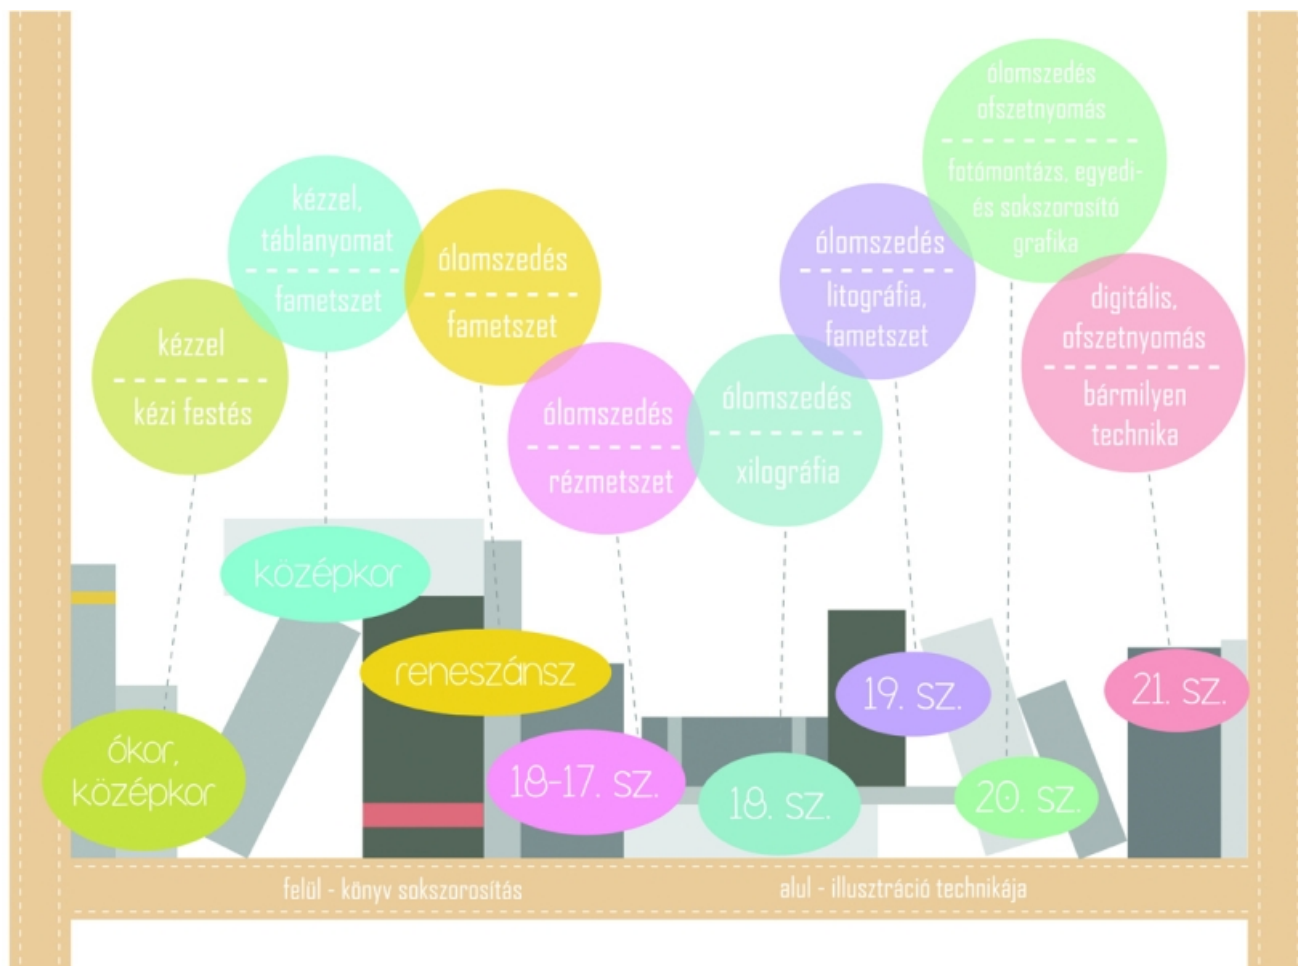 kézzel
kézi festés
kézzel,
táblanyomat
fametszet
ólomszedés
fametszet
ólomszedés
rézmetszet
ólomszedés
xilográfia
ólomszedés
litográfia,
fametszet
ólomszedés
ofszetnyomás
fotómontázs, egyedi-
és sokszorosító
grafika
digitális,
ofszetnyomás
bármilyen
technika
ókor,
középkor
középkor
reneszánsz
18-17. sz.
18. sz.
19. sz.
20. sz.
21. sz.
felül - könyv sokszorosítás
alul - illusztráció technikája